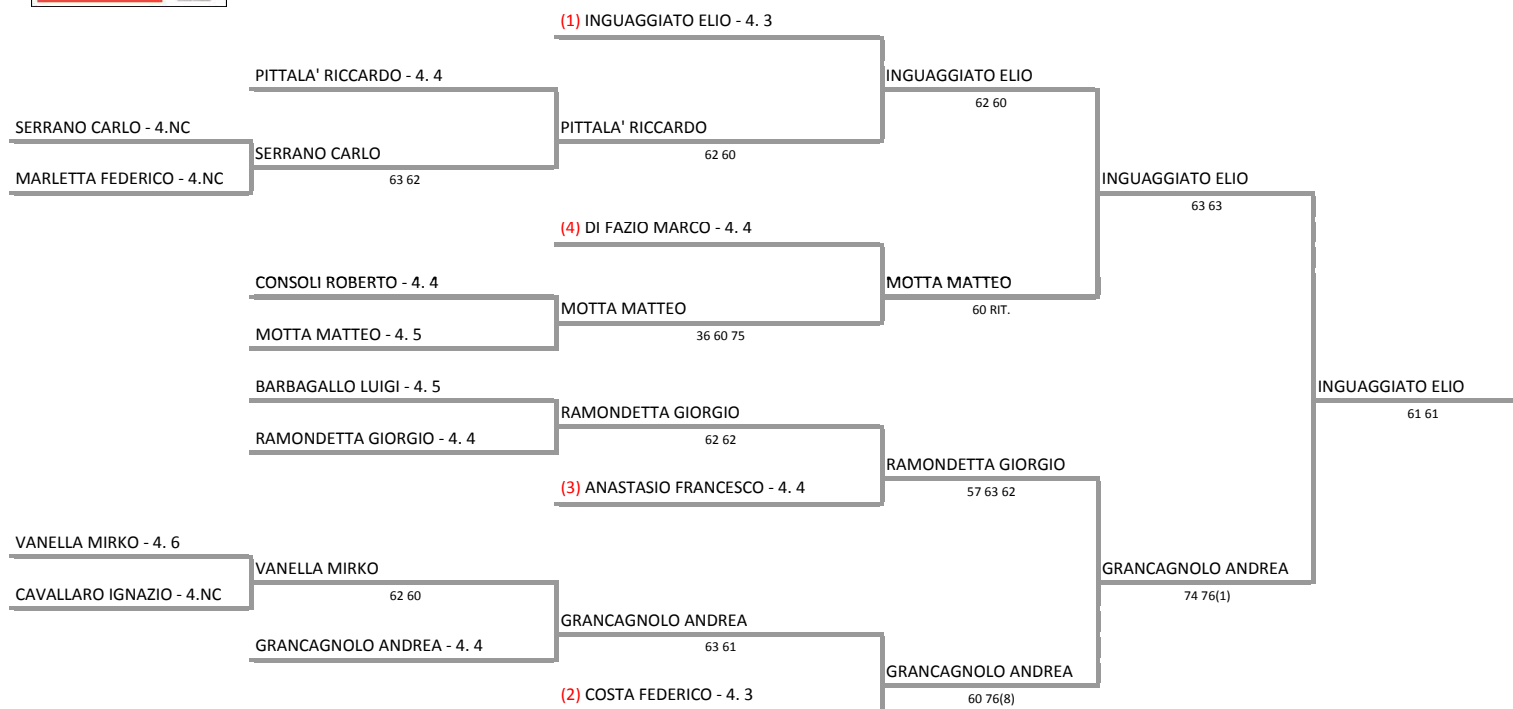 (1) INGUAGGIATO ELIO - 4. 3
PITTALA' RICCARDO - 4. 4
INGUAGGIATO ELIO
62 60
SERRANO CARLO - 4.NC
PITTALA' RICCARDO
SERRANO CARLO
62 60
MARLETTA FEDERICO - 4.NC
63 62
INGUAGGIATO ELIO
63 63
(4) DI FAZIO MARCO - 4. 4
CONSOLI ROBERTO - 4. 4
MOTTA MATTEO
MOTTA MATTEO
60 RIT.
MOTTA MATTEO - 4. 5
36 60 75
BARBAGALLO LUIGI - 4. 5
INGUAGGIATO ELIO
RAMONDETTA GIORGIO
61 61
RAMONDETTA GIORGIO - 4. 4
62 62
RAMONDETTA GIORGIO
(3) ANASTASIO FRANCESCO - 4. 4
57 63 62
VANELLA MIRKO - 4. 6
VANELLA MIRKO
GRANCAGNOLO ANDREA
CAVALLARO IGNAZIO - 4.NC
62 60
74 76(1)
GRANCAGNOLO ANDREA
GRANCAGNOLO ANDREA - 4. 4
63 61
GRANCAGNOLO ANDREA
(2) COSTA FEDERICO - 4. 3
60 76(8)